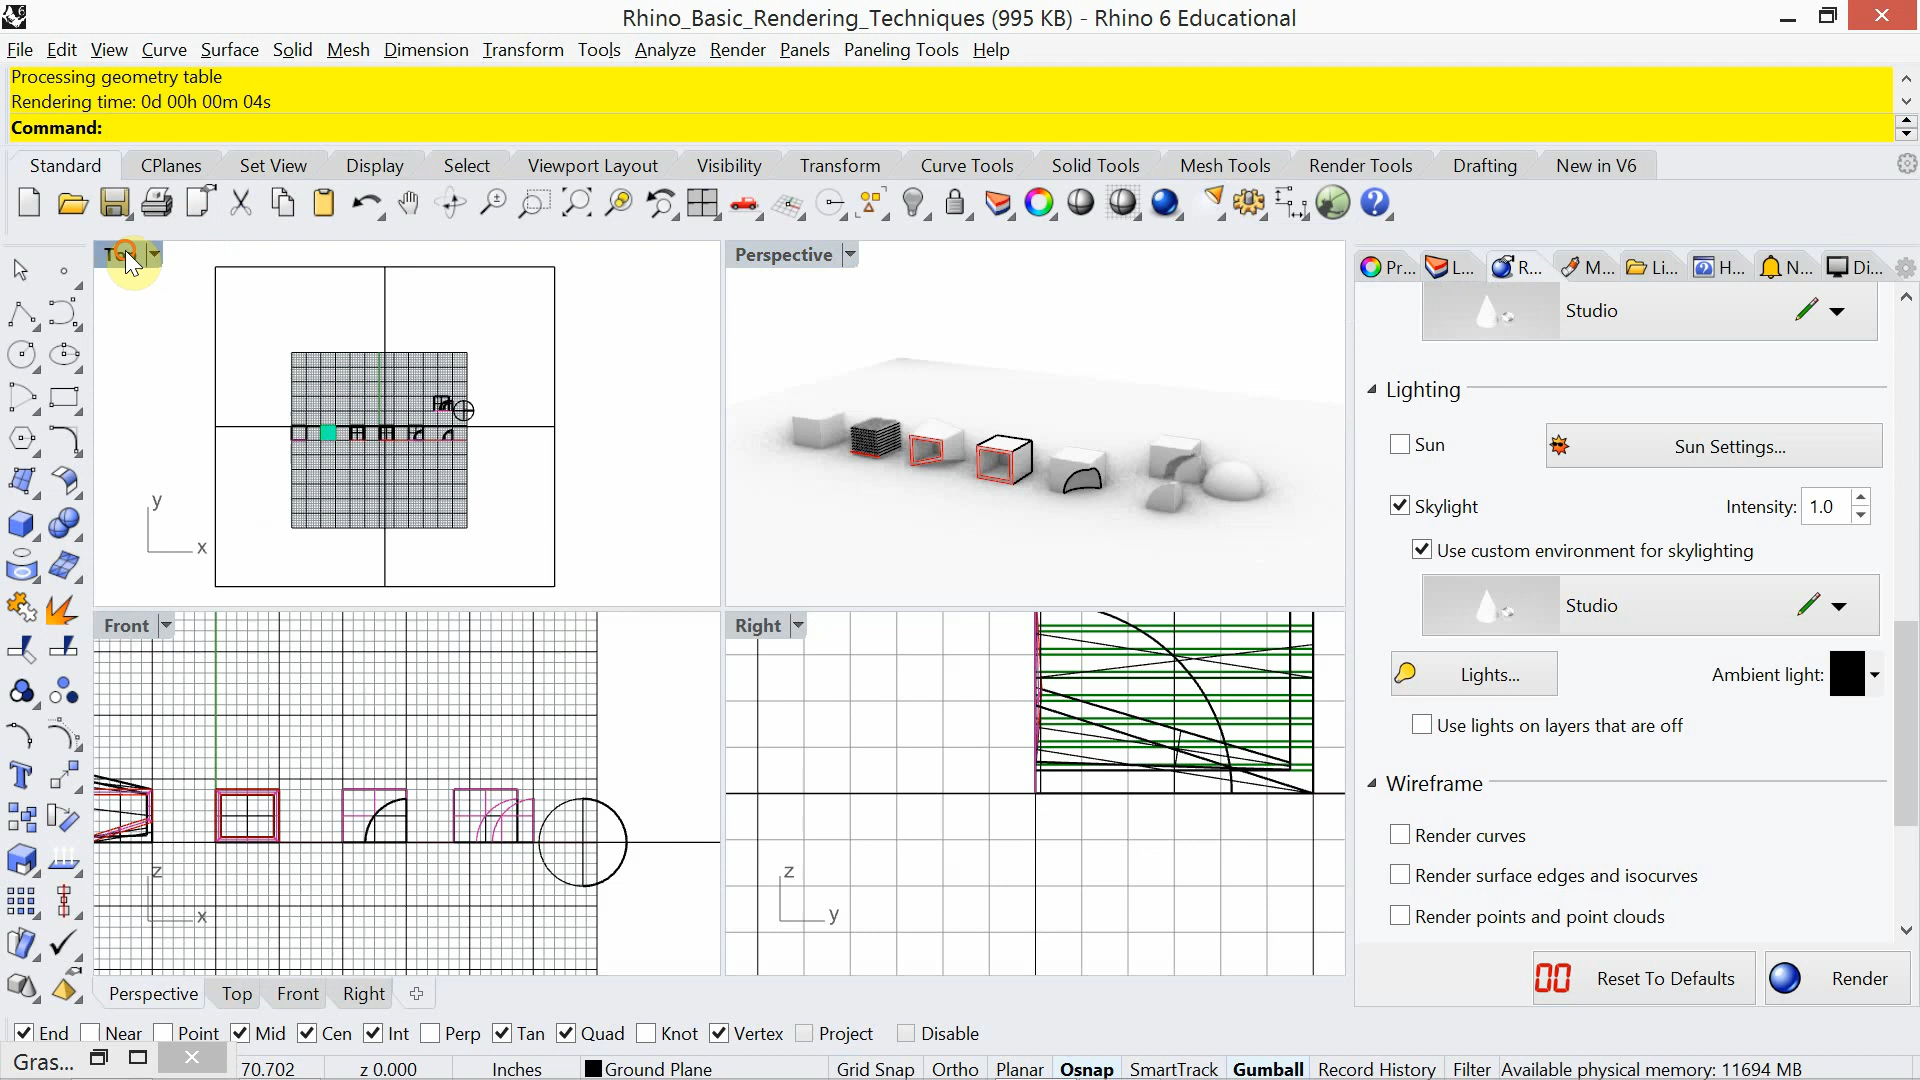 Rhino_Basic_Rendering_Techniques (995 KB) - Rhino 6 Educational
File Edit View Curve Surface Solid Mesh Dimension Transform Tools Analyze Render Panels Paneling Tools Help
Processing geometry table
Rendering time: 0d 00h 00m 04s
Command:
Standard CPlanes Set View Display Select Viewport Layout Visibility Transform Curve Tools Solid Tools Mesh Tools Render Tools Drafting New in V6
Perspective
Pr... L... R... M... Li... H... N... Di...
Studio
Lighting
Sun Sun Settings...
Skylight Intensity: 1.0
Use custom environment for skylighting
Studio
Lights... Ambient light:
Use lights on layers that are off
Wireframe
Render curves
Render surface edges and isocurves
Render points and point clouds
00 Reset To Defaults Render
y
x
Front
z
x
Right
z
y
Perspective Top Front Right
End Near Point Mid Cen Int Perp Tan Quad Knot Vertex Project Disable
Gras... 70.702 z 0.000 Inches Ground Plane Grid Snap Ortho Planar Osnap SmartTrack Gumball Record History Filter Available physical memory: 11694 MB